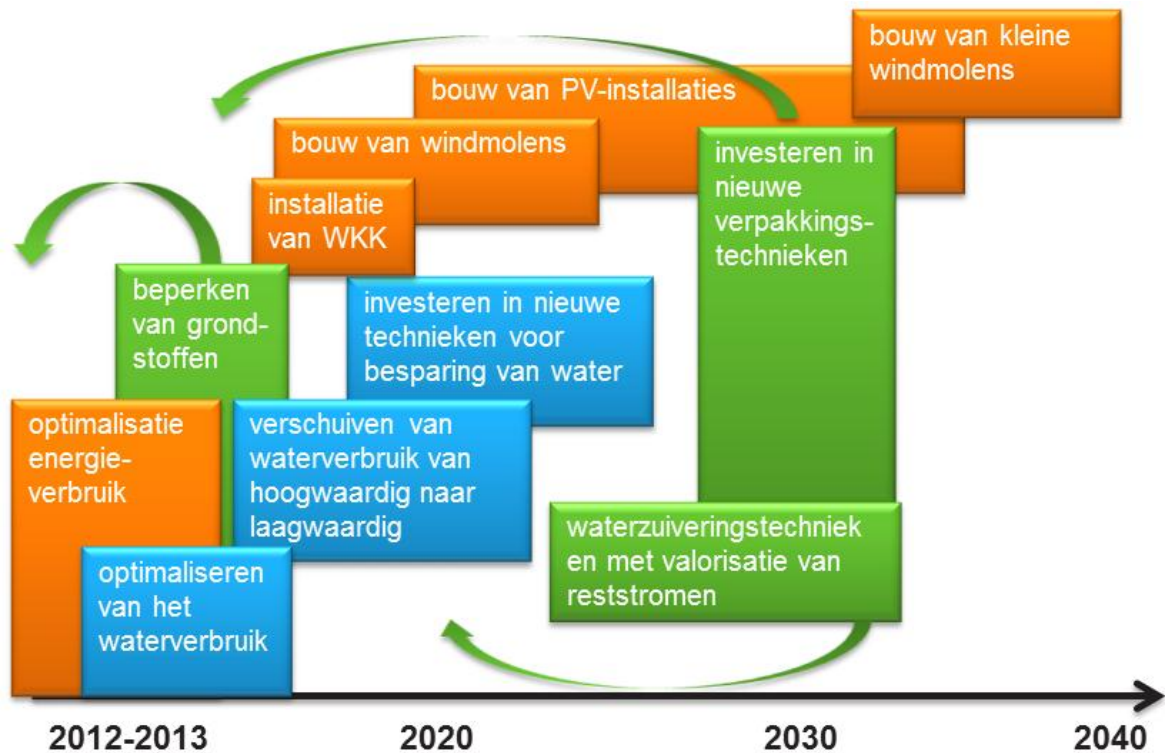 bouw van kleine
windmolens
bouw van PV-installaties
bouw van windmolens
investeren in
nieuwe
verpakkings-
technieken
installatie
van WKK
beperken
van grond-
stoffen
investeren in nieuwe
technieken voor
besparing van water
optimalisatie
energie-
verbruik
verschuiven van
waterverbruik van
hoogwaardig naar
laagwaardig
waterzuiveringstechniek
en met valorisatie van
reststromen
optimaliseren
van het
waterverbruik
2012-2013
2020
2030
2040